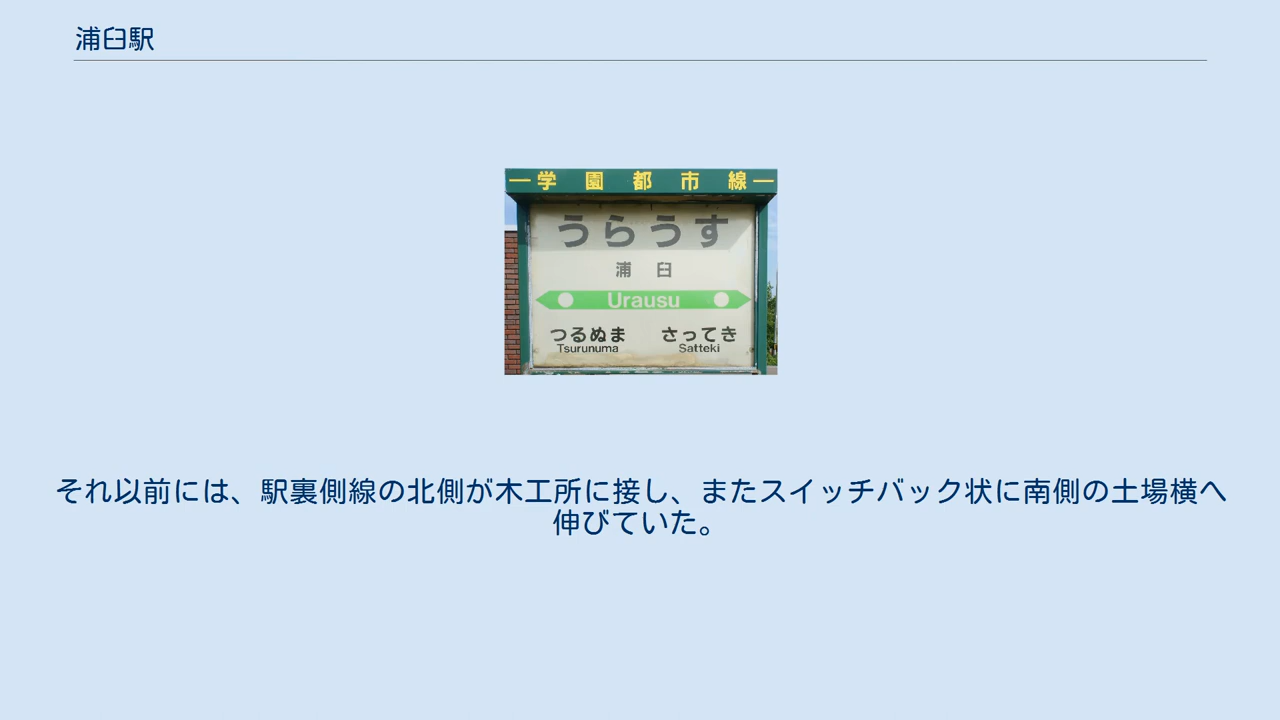 浦臼駅
学園都市線
うらうす
浦臼
Urausu
つるぬま さってき
Tsurunuma Satteki
それ以前には、駅裏側線の北側が木工所に接し、またスイッチバック状に南側の土場横へ
伸びていた。